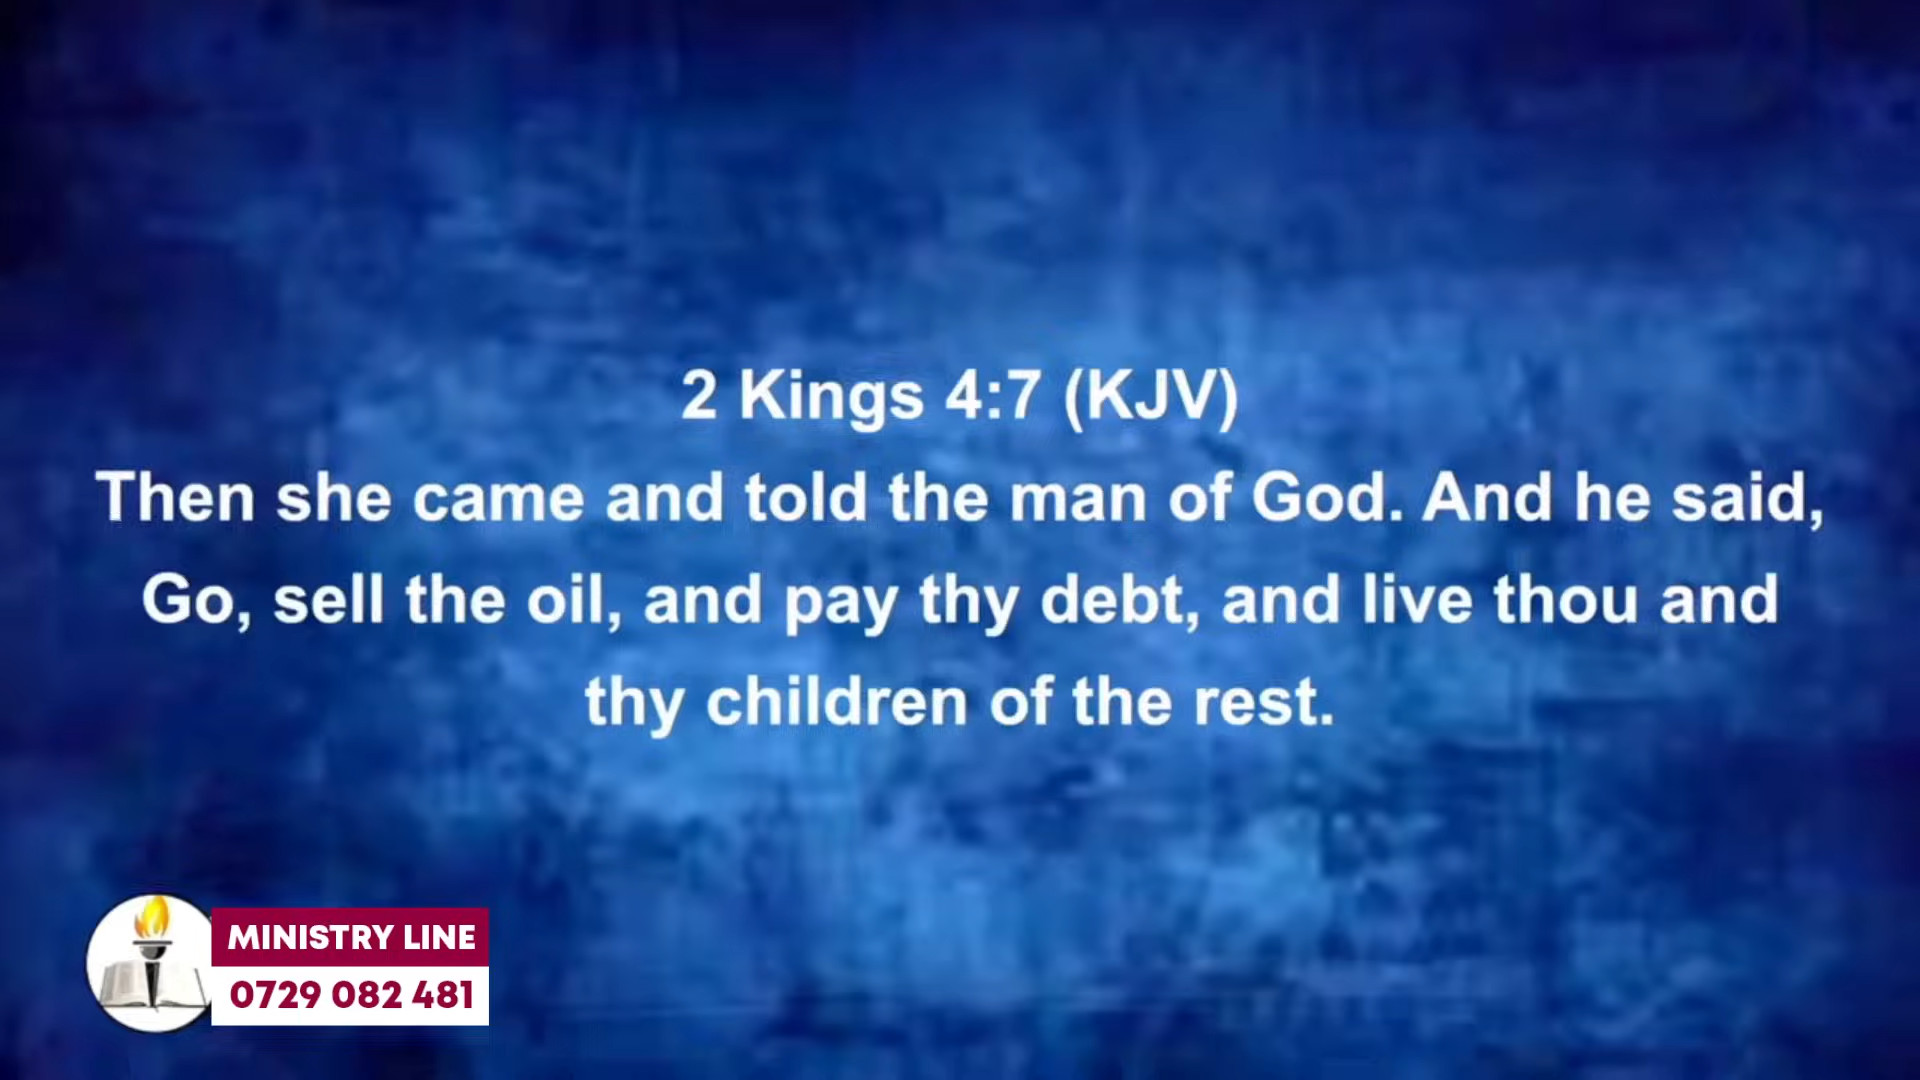 2 Kings 4:7 (KJV)
Then she came and told the man of God. And he said,
Go, sell the oil, and pay thy debt, and live thou and
thy children of the rest.
MINISTRY LINE
0729 082 481